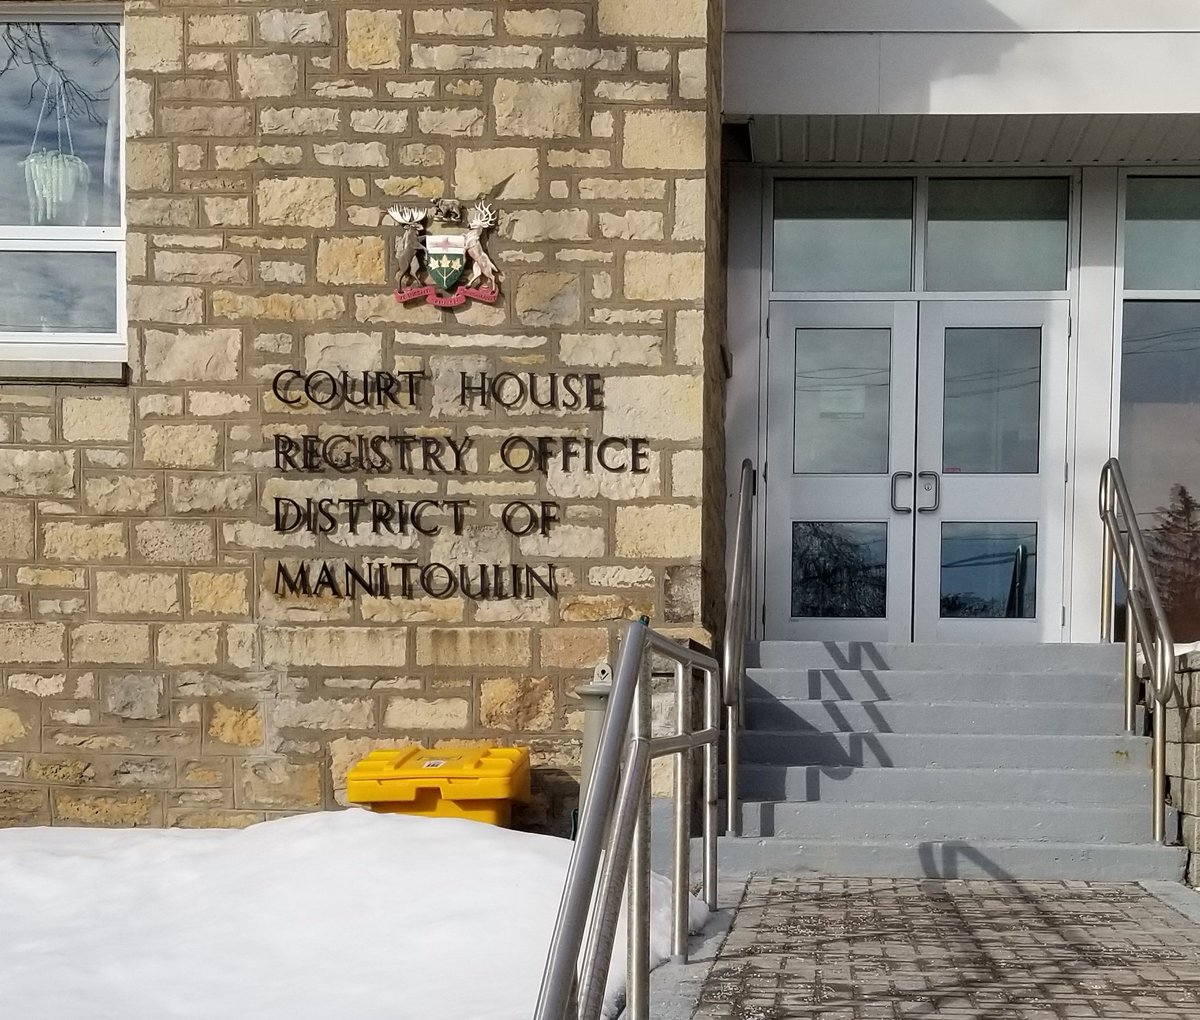 COURT HOUSE
REGISTRY OFFICE
DISTRICT OF
MANITOULIN